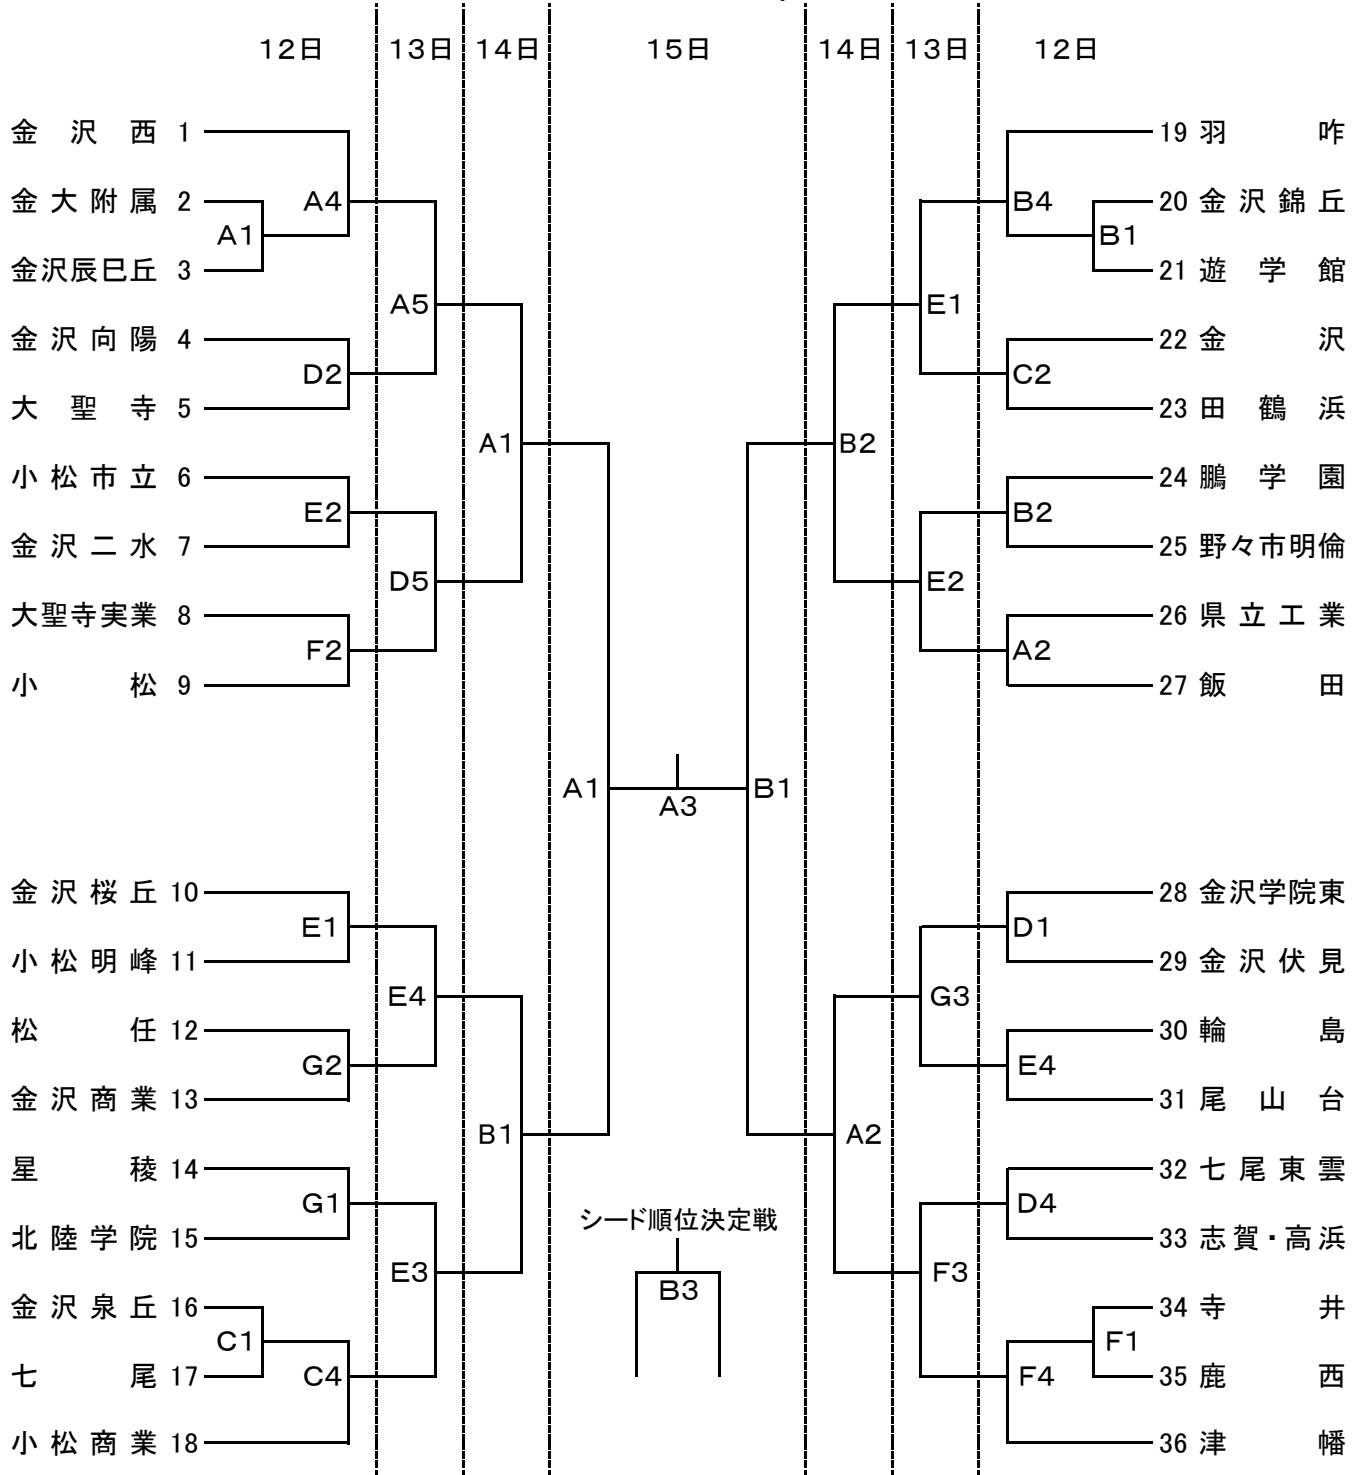 12日 13日 14日 15日 14日 13日 12日
金沢西 1
金大附属 2
金沢辰巳丘 3
金沢向陽 4
大聖寺 5
小松市立 6
金沢二水 7
大聖寺実業 8
小松 9
金沢桜丘 10
小松明峰 11
松任 12
金沢商業 13
星稜 14
北陸学院 15
金沢泉丘 16
七尾 17
小松商業 18
A1
C1
A4
D2
E2
F2
E1
G2
G1
C4
A5
D5
E4
E3
A1
B1
A1
A3
B1
シード順位決定戦
B3
B2
A2
E1
E2
G3
F3
B4
C2
B2
A2
D1
E4
D4
F4
B1
F1
19 羽咋
20 金沢錦丘
21 遊学館
22 金沢
23 田鶴浜
24 鵬学園
25 野々市明倫
26 県立工業
27 飯田
28 金沢学院東
29 金沢伏見
30 輪島
31 尾山台
32 七尾東雲
33 志賀・高浜
34 寺井
35 鹿西
36 津幡